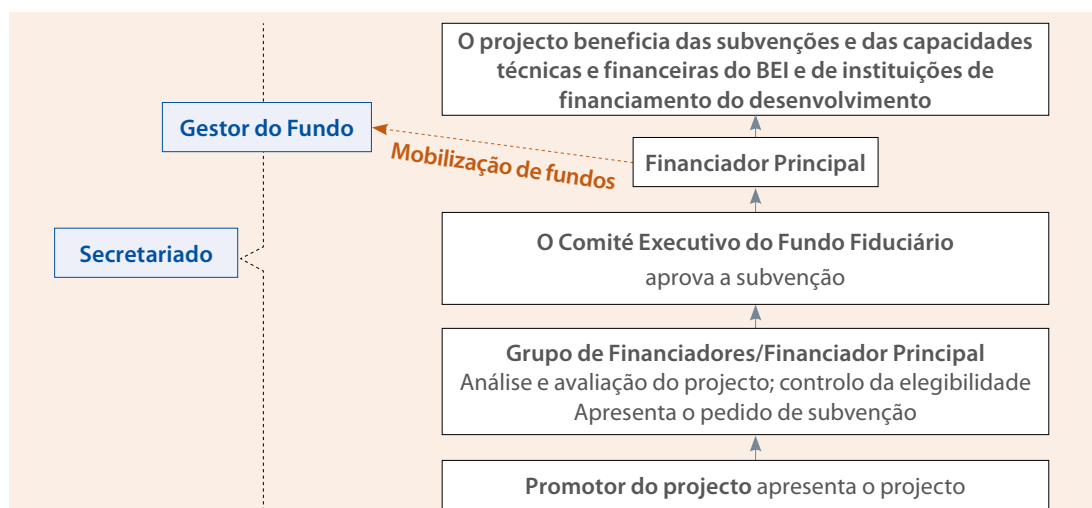 O projecto beneficia das subvenções e das capacidades
técnicas e financeiras do BEI e de instituições de
financiamento do desenvolvimento
Gestor do Fundo
Mobilização de fundos
Financiador Principal
Secretariado
O Comité Executivo do Fundo Fiduciário
aprova a subvenção
Grupo de Financiadores/Financiador Principal
Análise e avaliação do projecto; controlo da elegibilidade
Apresenta o pedido de subvenção
Promotor do projecto apresenta o projecto